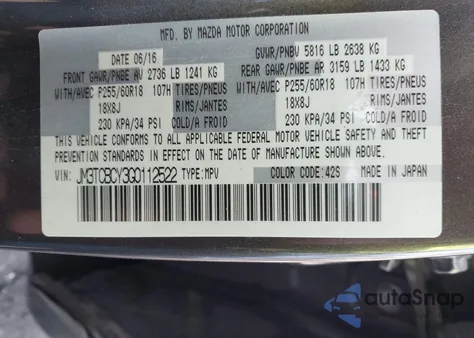 MFD. BY MAZDA MOTOR CORPORATION
DATE 06/16 GVWR/PNBV 5816 LB 2638 KG
FRONT GAWR/PNBE AV 2736 LB 1241 KG REAR GAWR/PNBE AR 3159 LB 1433 KG
WITH/AVEC P255/60R18 107H TIRES/PNEUS WITH/AVEC P255/60R18 107H TIRES/PNEUS
18X8J RIMS/JANTES 18X8J RIMS/JANTES
230 KPA/34 PSI COLD/A FROID 230 KPA/34 PSI COLD/A FROID
THIS VEHICLE CONFORMS TO ALL APPLICABLE FEDERAL MOTOR VEHICLE SAFETY, BUMPER, AND THEFT
PREVENTION STANDARDS IN EFFECT ON THE DATE OF MANUFACTURE SHOWN ABOVE.
VIN: JM3TCBCY3G0112522 TYPE:MPV COLOR CODE:42S MADE IN JAPAN
autoSnap